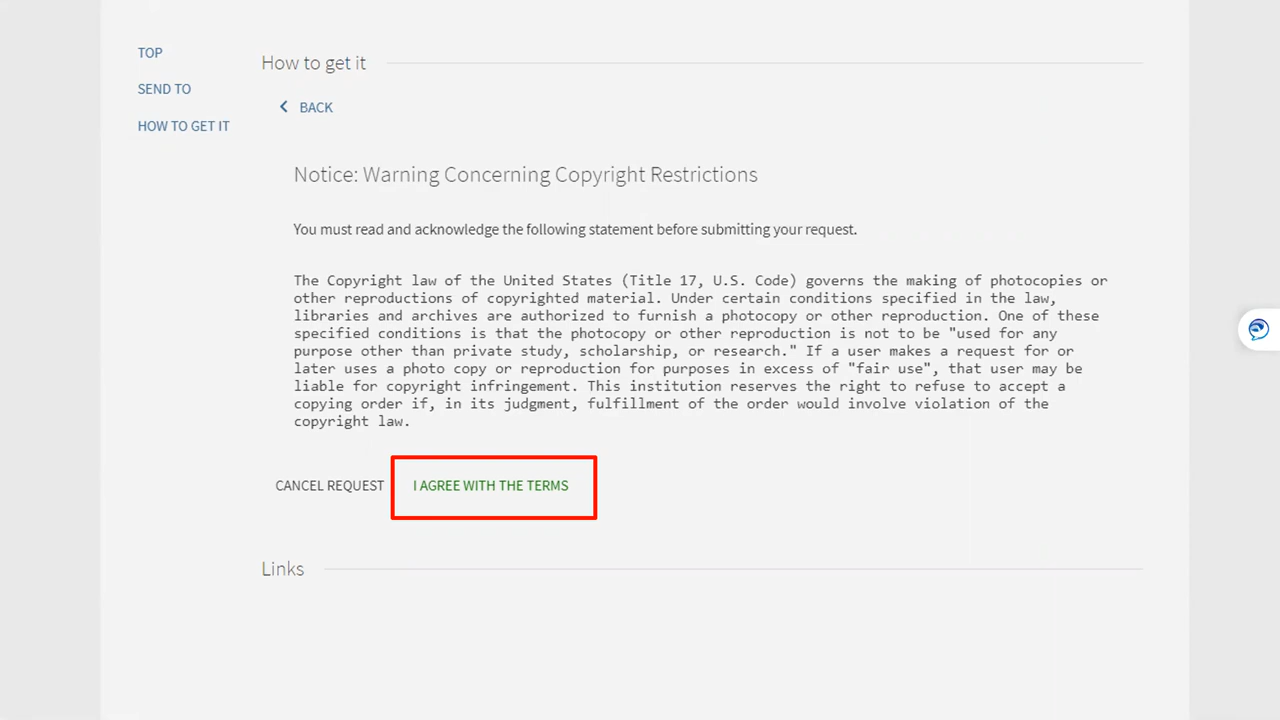 TOP
SEND TO
HOW TO GET IT
How to get it
BACK
Notice: Warning Concerning Copyright Restrictions
You must read and acknowledge the following statement before submitting your request.
The Copyright law of the United States (Title 17, U.S. Code) governs the making of photocopies or
other reproductions of copyrighted material. Under certain conditions specified in the law,
libraries and archives are authorized to furnish a photocopy or other reproduction. One of these
specified conditions is that the photocopy or other reproduction is not to be "used for any
purpose other than private study, scholarship, or research." If a user makes a request for or
later uses a photo copy or reproduction for purposes in excess of "fair use", that user may be
liable for copyright infringement. This institution reserves the right to refuse to accept a
copying order if, in its judgment, fulfillment of the order would involve violation of the
copyright law.
CANCEL REQUEST I AGREE WITH THE TERMS
Links